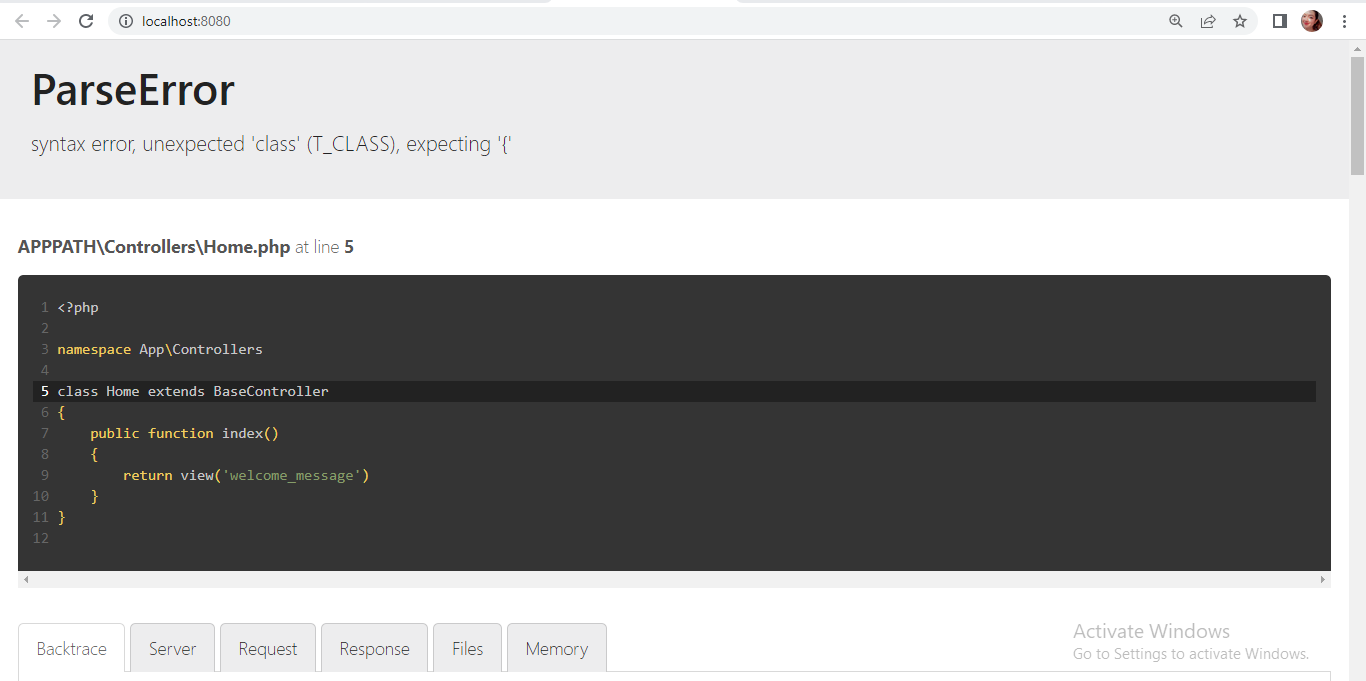 localhost:8080
ParseError
syntax error, unexpected 'class' (T_CLASS), expecting '{'
APPPATH\Controllers\Home.php at line 5
1 <?php
2
3 namespace App\Controllers
4
5 class Home extends BaseController
6 {
7     public function index()
8     {
9         return view('welcome_message')
10     }
11 }
12
Backtrace Server Request Response Files Memory
Activate Windows
Go to Settings to activate Windows.